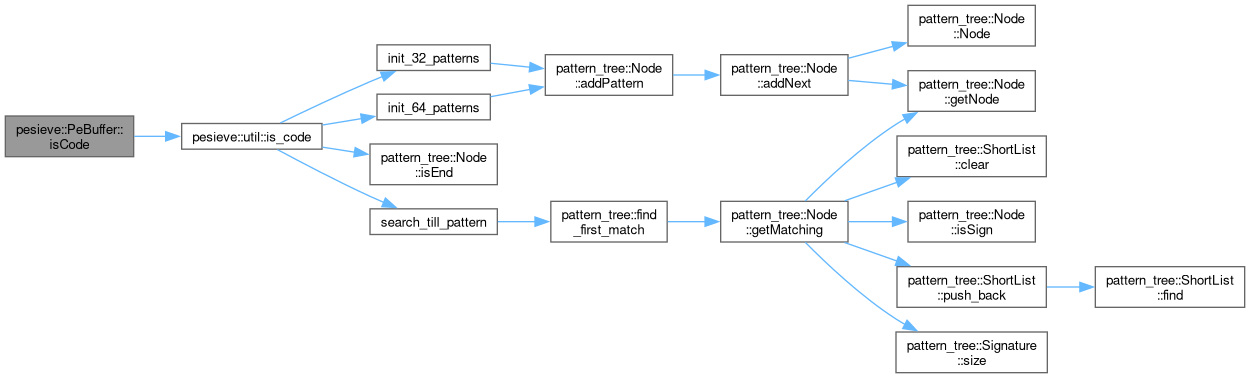 pesieve::PeBuffer::
isCode
pesieve::util::is_code
init_32_patterns
init_64_patterns
pattern_tree::Node
::isEnd
search_till_pattern
pattern_tree::Node
::addPattern
pattern_tree::find
_first_match
pattern_tree::Node
::addNext
pattern_tree::Node
::getMatching
pattern_tree::Node
::Node
pattern_tree::Node
::getNode
pattern_tree::ShortList
::clear
pattern_tree::Node
::isSign
pattern_tree::ShortList
::push_back
pattern_tree::Signature
::size
pattern_tree::ShortList
::find